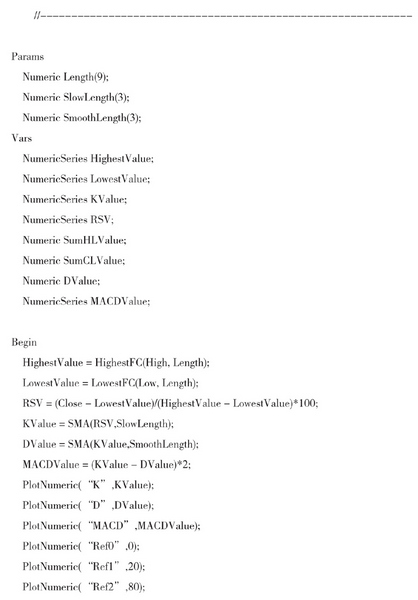 //----------------------------------------------------------------
Params
Numeric Length(9);
Numeric SlowLength(3);
Numeric SmoothLength(3);
Vars
NumericSeries HighestValue;
NumericSeries LowestValue;
NumericSeries KValue;
NumericSeries RSV;
Numeric SumHLValue;
Numeric SumCLValue;
Numeric DValue;
NumericSeries MACDValue;
Begin
HighestValue = HighestFC(High, Length);
LowestValue = LowestFC(Low, Length);
RSV = (Close – LowestValue)/(HighestValue – LowestValue)*100;
KValue = SMA(RSV,SlowLength);
DValue = SMA(KValue,SmoothLength);
MACDValue = (KValue – DValue)*2;
PlotNumeric( “K” ,KValue);
PlotNumeric( “D” ,DValue);
PlotNumeric( “MACD” ,MACDValue);
PlotNumeric( “Ref0” ,0);
PlotNumeric( “Ref1” ,20);
PlotNumeric( “Ref2” ,80);